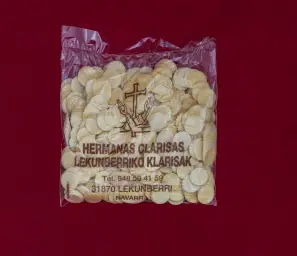 HERMANAS CLARISAS
LEKUNBERRIKO KLARISAK
Tel. 948 50 41 59
31870 LEKUNBERRI
NAVARRA